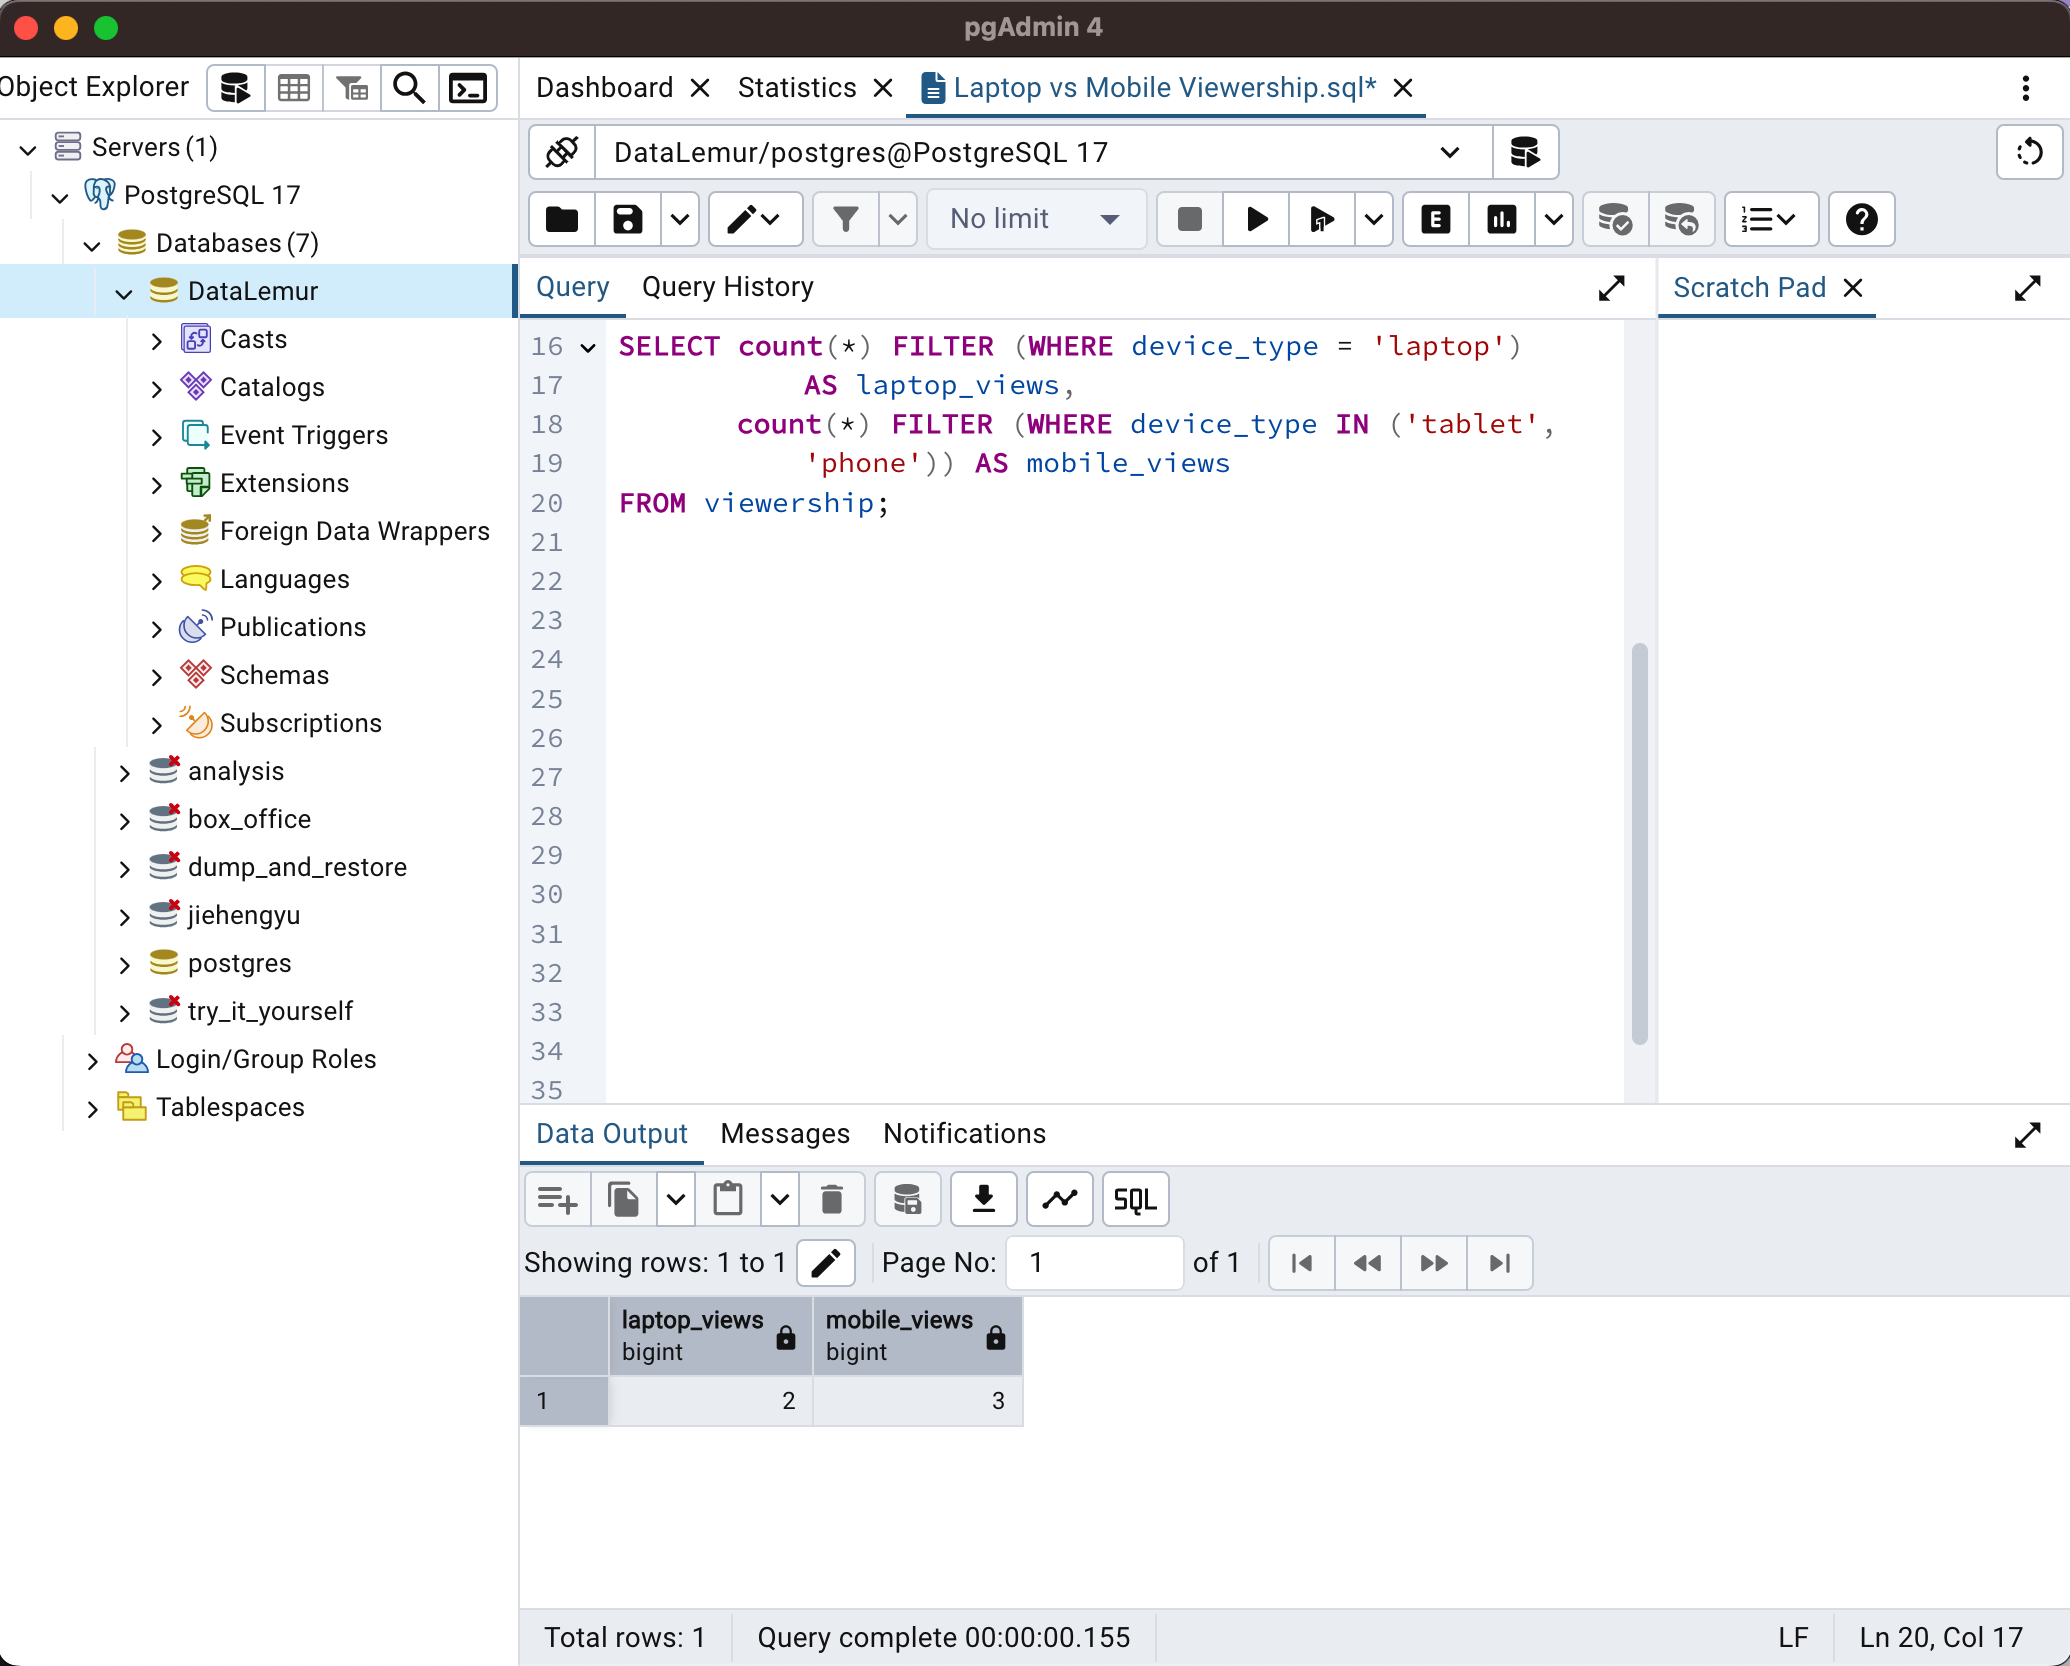 pgAdmin 4
Object Explorer
Dashboard
Statistics
Laptop vs Mobile Viewership.sql*
Servers (1)
PostgreSQL 17
Databases (7)
DataLemur
Casts
Catalogs
Event Triggers
Extensions
Foreign Data Wrappers
Languages
Publications
Schemas
Subscriptions
analysis
box_office
dump_and_restore
jiehengyu
postgres
try_it_yourself
Login/Group Roles
Tablespaces
DataLemur/postgres@PostgreSQL 17
No limit
Query
Query History
Scratch Pad
16 SELECT count(*) FILTER (WHERE device_type = 'laptop')
17 AS laptop_views,
18 count(*) FILTER (WHERE device_type IN ('tablet',
19 'phone')) AS mobile_views
20 FROM viewership;
21
22
23
24
25
26
27
28
29
30
31
32
33
34
35
Data Output
Messages
Notifications
SQL
Showing rows: 1 to 1
Page No: 1 of 1
laptop_views bigint
mobile_views bigint
1 2 3
Total rows: 1
Query complete 00:00:00.155
LF
Ln 20, Col 17